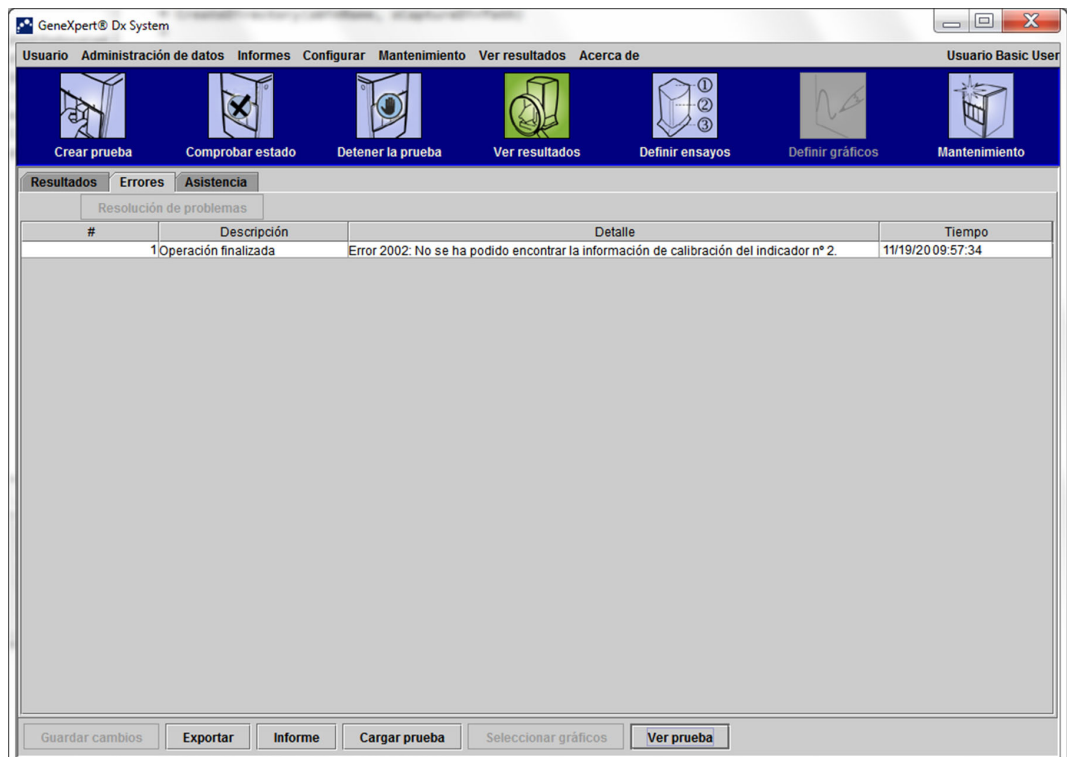 GeneXpert® Dx System
Usuario Administración de datos Informes Configurar Mantenimiento Ver resultados Acerca de Usuario Basic User
① ② ③
Crear prueba Comprobar estado Detener la prueba Ver resultados Definir ensayos Definir gráficos Mantenimiento
Resultados Errores Asistencia
Resolución de problemas
# Descripción Detalle Tiempo
1 Operación finalizada Error 2002: No se ha podido encontrar la información de calibración del indicador nº 2. 11/19/20 09:57:34
Guardar cambios Exportar Informe Cargar prueba Seleccionar gráficos Ver prueba